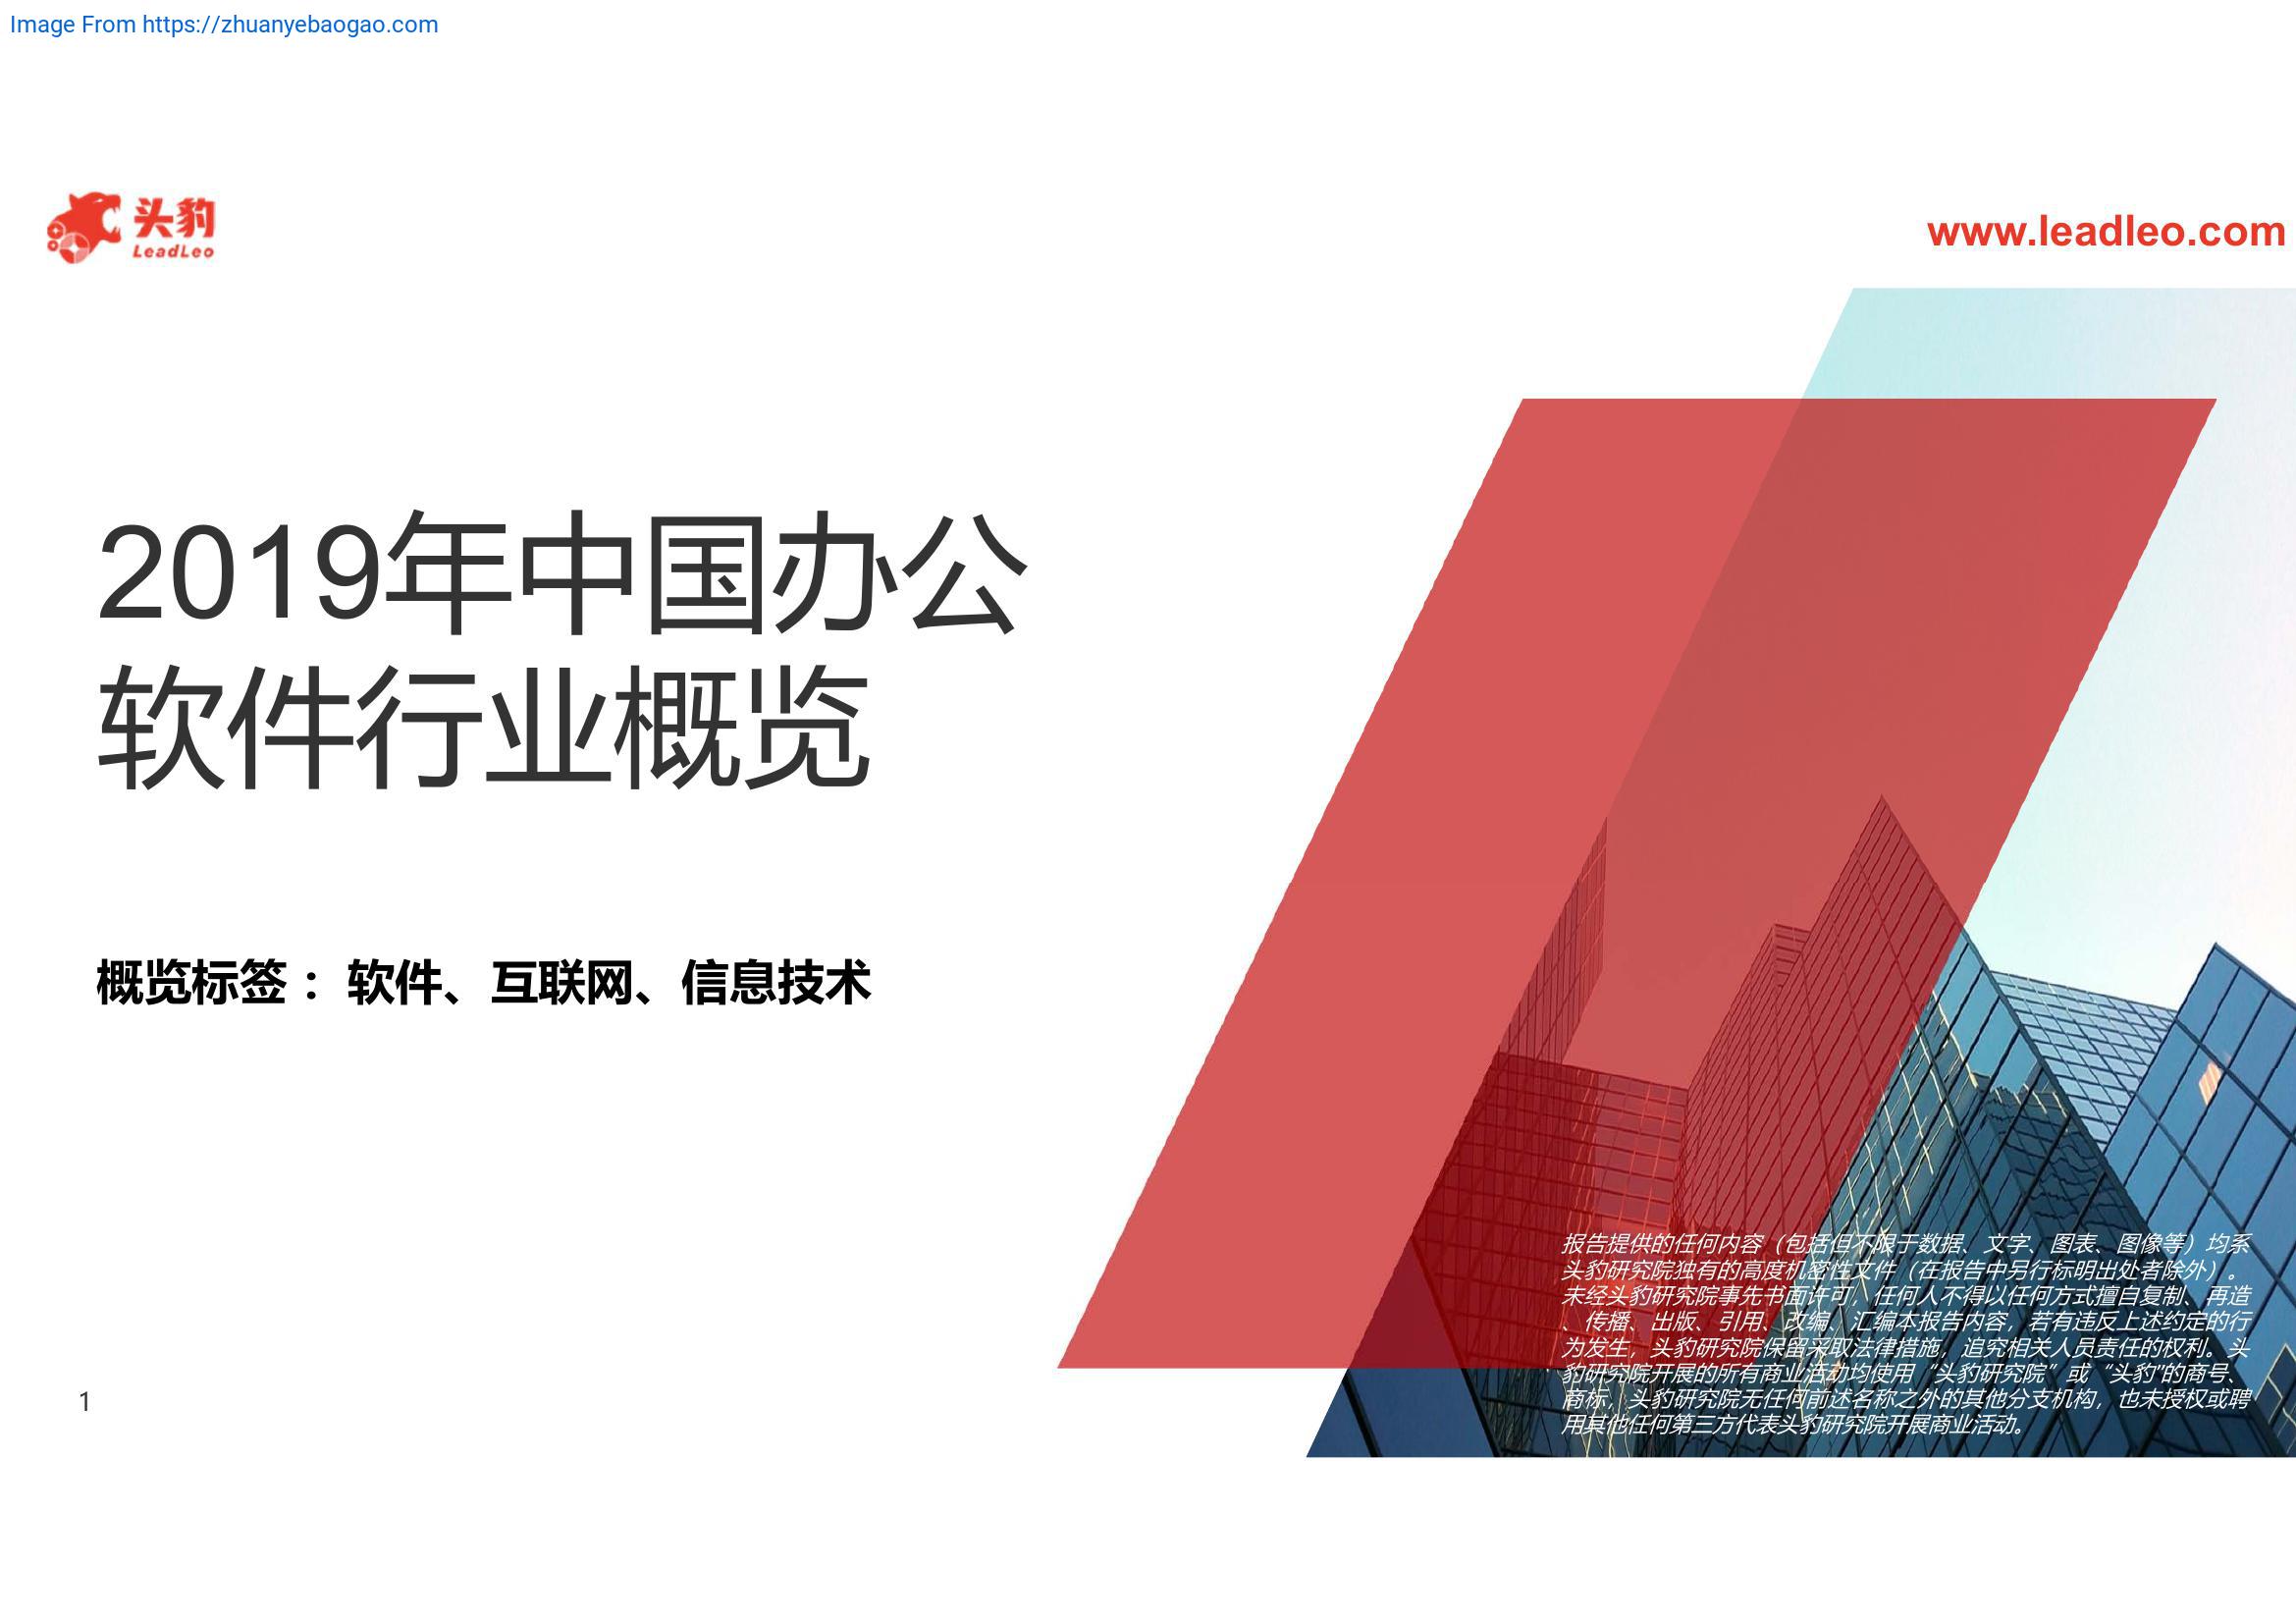 Image From https://zhuanyebaogao.com
头豹
LeadLeo
www.leadleo.com
2019年中国办公
软件行业概览
概览标签：软件、互联网、信息技术
报告提供的任何内容（包括但不限于数据、文字、图表、图像等）均系
头豹研究院独有的高度机密性文件（在报告中另行标明出处者除外）。
未经头豹研究院事先书面许可，任何人不得以任何方式擅自复制、再造
、传播、出版、引用、改编、汇编本报告内容，若有违反上述约定的行
为发生，头豹研究院保留采取法律措施，追究相关人员责任的权利。头
豹研究院开展的所有商业活动均使用“头豹研究院”或“头豹”的商号、
商标，头豹研究院无任何前述名称之外的其他分支机构，也未授权或聘
用其他任何第三方代表头豹研究院开展商业活动。
1